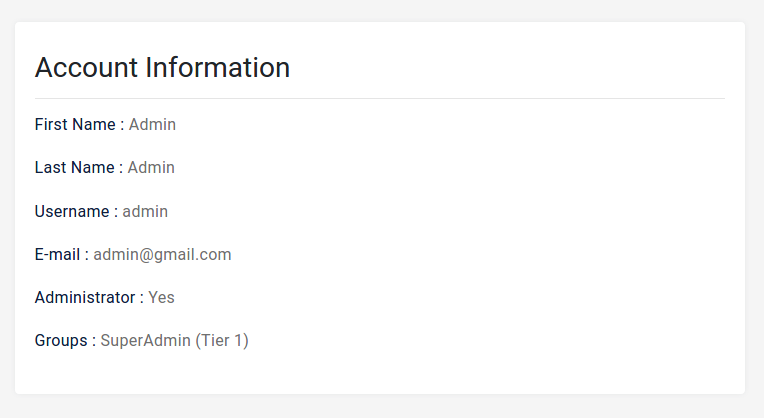 Account Information
First Name : Admin
Last Name : Admin
Username : admin
E-mail : admin@gmail.com
Administrator : Yes
Groups : SuperAdmin (Tier 1)